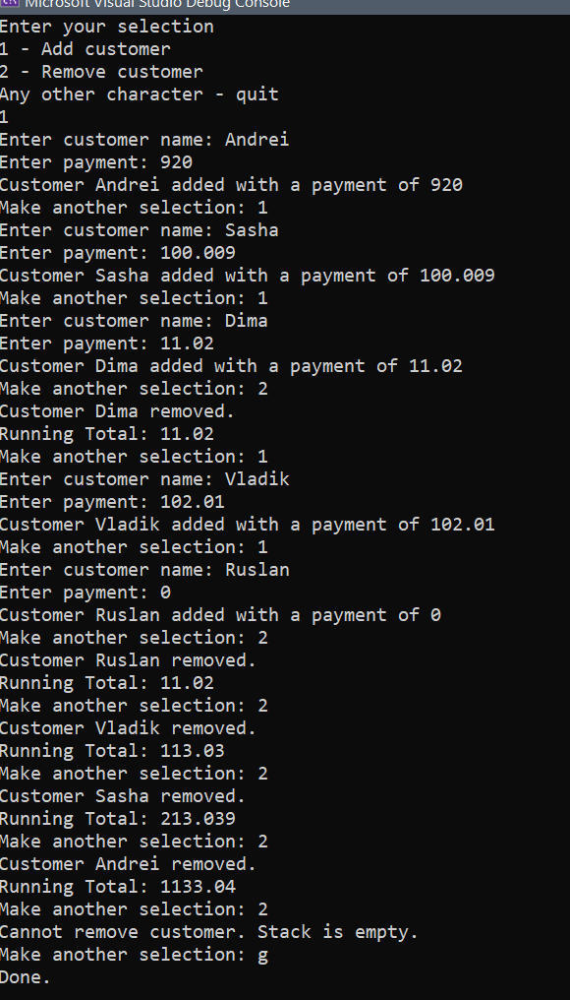 Microsoft Visual Studio Debug Console
Enter your selection
1 - Add customer
2 - Remove customer
Any other character - quit
1
Enter customer name: Andrei
Enter payment: 920
Customer Andrei added with a payment of 920
Make another selection: 1
Enter customer name: Sasha
Enter payment: 100.009
Customer Sasha added with a payment of 100.009
Make another selection: 1
Enter customer name: Dima
Enter payment: 11.02
Customer Dima added with a payment of 11.02
Make another selection: 2
Customer Dima removed.
Running Total: 11.02
Make another selection: 1
Enter customer name: Vladik
Enter payment: 102.01
Customer Vladik added with a payment of 102.01
Make another selection: 1
Enter customer name: Ruslan
Enter payment: 0
Customer Ruslan added with a payment of 0
Make another selection: 2
Customer Ruslan removed.
Running Total: 11.02
Make another selection: 2
Customer Vladik removed.
Running Total: 113.03
Make another selection: 2
Customer Sasha removed.
Running Total: 213.039
Make another selection: 2
Customer Andrei removed.
Running Total: 1133.04
Make another selection: 2
Cannot remove customer. Stack is empty.
Make another selection: g
Done.